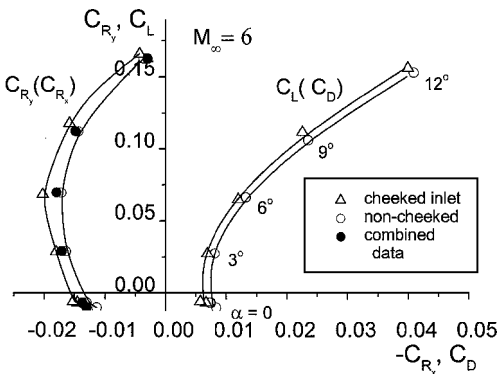 C_Ry, C_L
M∞ = 6
0.15
C_Ry(C_Rx)
C_L( C_D)
12°
0.10
9°
△ cheeked inlet
○ non-cheeked
● combined data
6°
0.05
3°
0.00
α = 0
-0.02 -0.01 0.00 0.01 0.02 0.03 0.04 0.05
-C_Rx, C_D